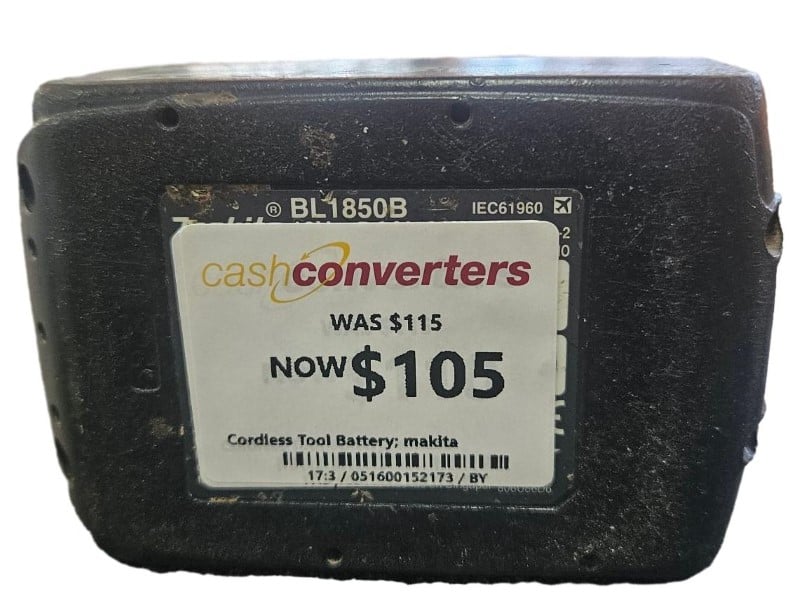 ® BL1850B IEC61960
cashconverters
WAS $115
NOW $105
Cordless Tool Battery; makita
17:3 / 051600152173 / BY